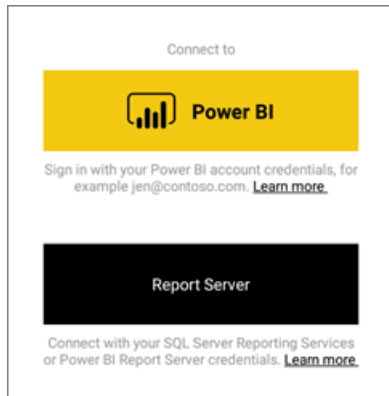 Connect to
Power BI
Sign in with your Power BI account credentials, for
example jen@contoso.com. Learn more
Report Server
Connect with your SQL Server Reporting Services
or Power BI Report Server credentials. Learn more